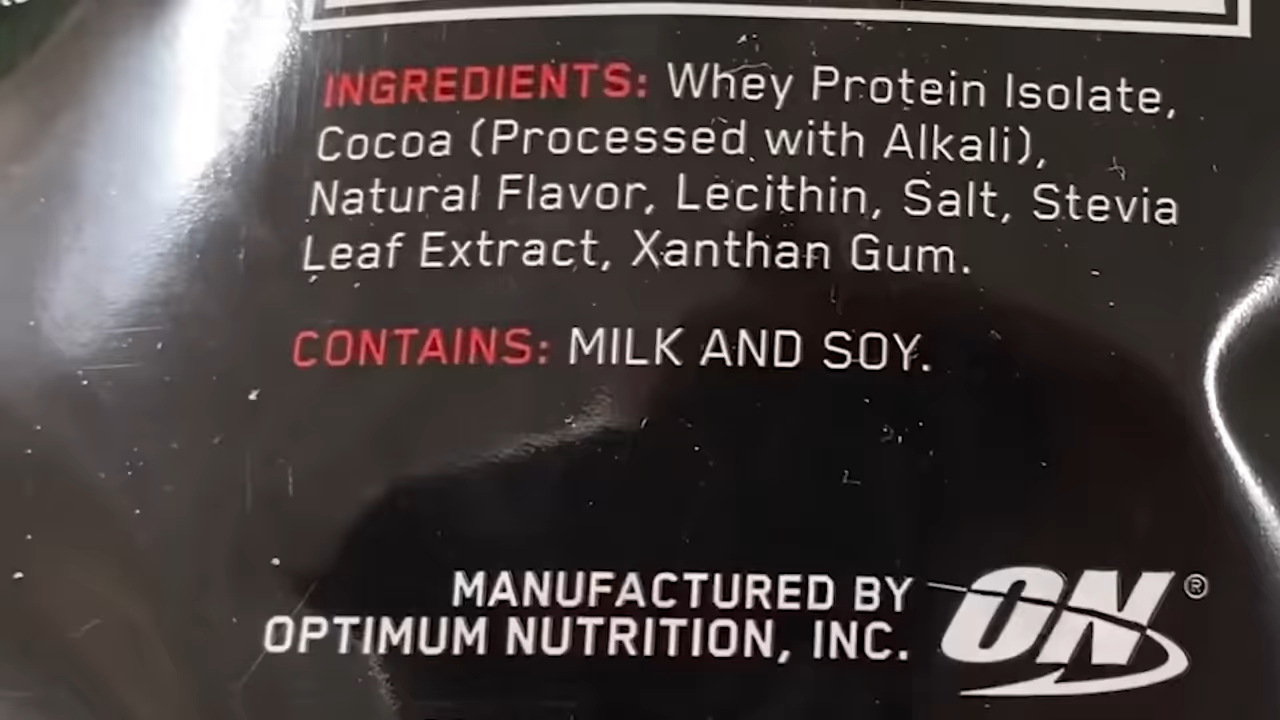 INGREDIENTS: Whey Protein Isolate,
Cocoa (Processed with Alkali),
Natural Flavor, Lecithin, Salt, Stevia
Leaf Extract, Xanthan Gum.
CONTAINS: MILK AND SOY.
MANUFACTURED BY
OPTIMUM NUTRITION, INC.
ON®